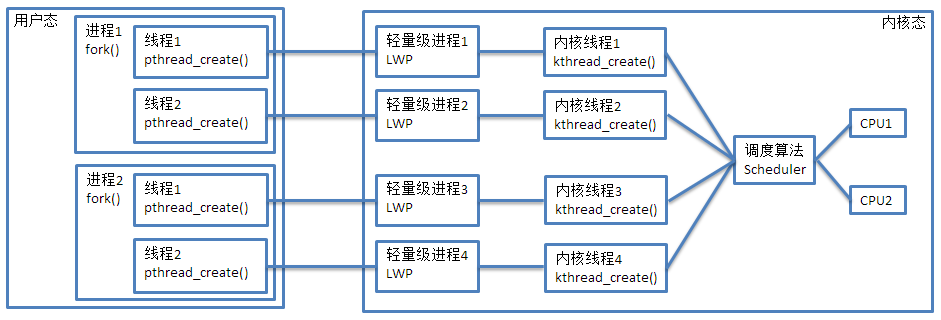 用户态
进程1
fork()
线程1
pthread_create()
线程2
pthread_create()
进程2
fork()
线程1
pthread_create()
线程2
pthread_create()
内核态
轻量级进程1
LWP
轻量级进程2
LWP
轻量级进程3
LWP
轻量级进程4
LWP
内核线程1
kthread_create()
内核线程2
kthread_create()
内核线程3
kthread_create()
内核线程4
kthread_create()
调度算法
Scheduler
CPU1
CPU2